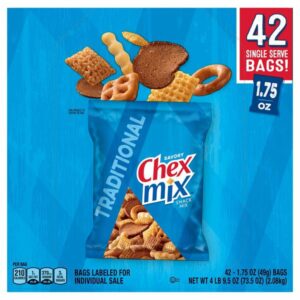 42
SINGLE SERVE
BAGS!
1.75
OZ
TRADITIONAL
SAVORY
Chex
mix
SNACK
MIX
PER BAG
210
BAGS LABELED FOR
INDIVIDUAL SALE
42 - 1.75 OZ (49g) BAGS
NET WT 4 LB 9.5 OZ (73.5 OZ) (2.08kg)